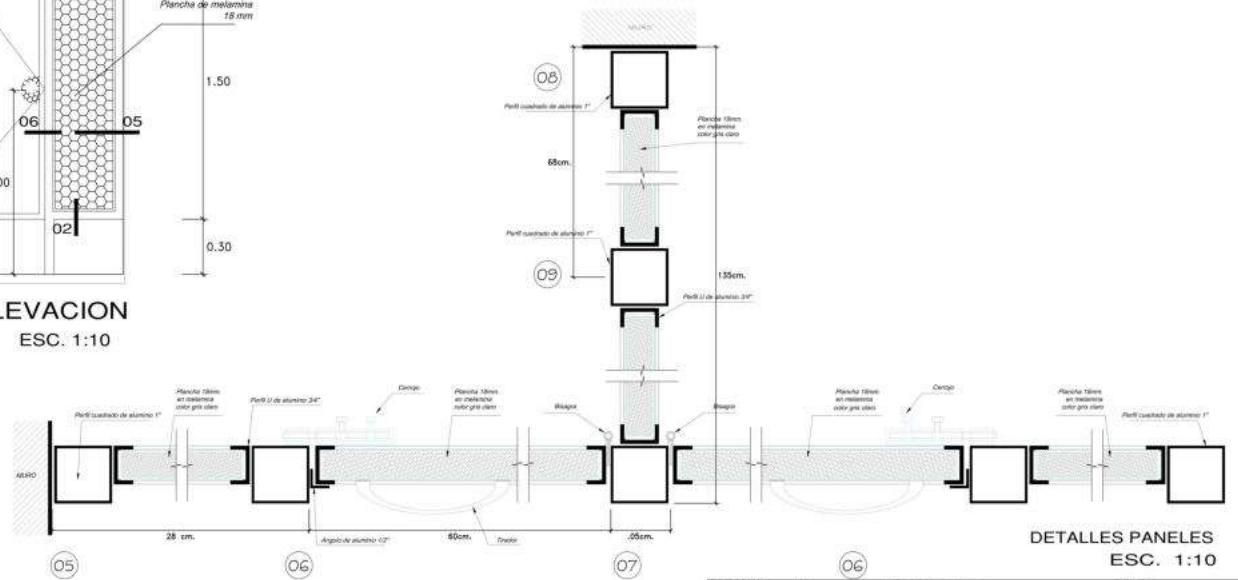 Plancha de melamina
18 mm
1.50
06
05
00
02
0.30
LEVACION
ESC. 1:10
MURO
08
Perfil cuadrado de aluminio 1"
Plancha 18mm
en melamina
color gris claro
68cm.
Perfil cuadrado de aluminio 1"
09
135cm.
Perfil U de aluminio 3/4"
Plancha 18mm
en melamina
color gris claro
Perfil cuadrado de aluminio 1"
Perfil U de aluminio 3/4"
Cerrojo
Plancha 18mm
en melamina
color gris claro
Bisagra
Bisagra
Plancha 18mm
en melamina
color gris claro
Cerrojo
Plancha 18mm
en melamina
color gris claro
Perfil cuadrado de aluminio 1"
MURO
28 cm.
Angulo de aluminio 1/2"
60cm.
Tirador
.05cm.
05
06
07
06
DETALLES PANELES
ESC. 1:10